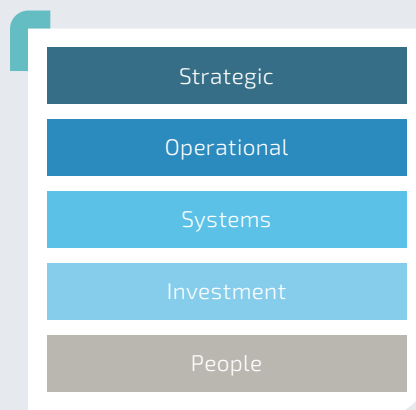 Strategic
Operational
Systems
Investment
People